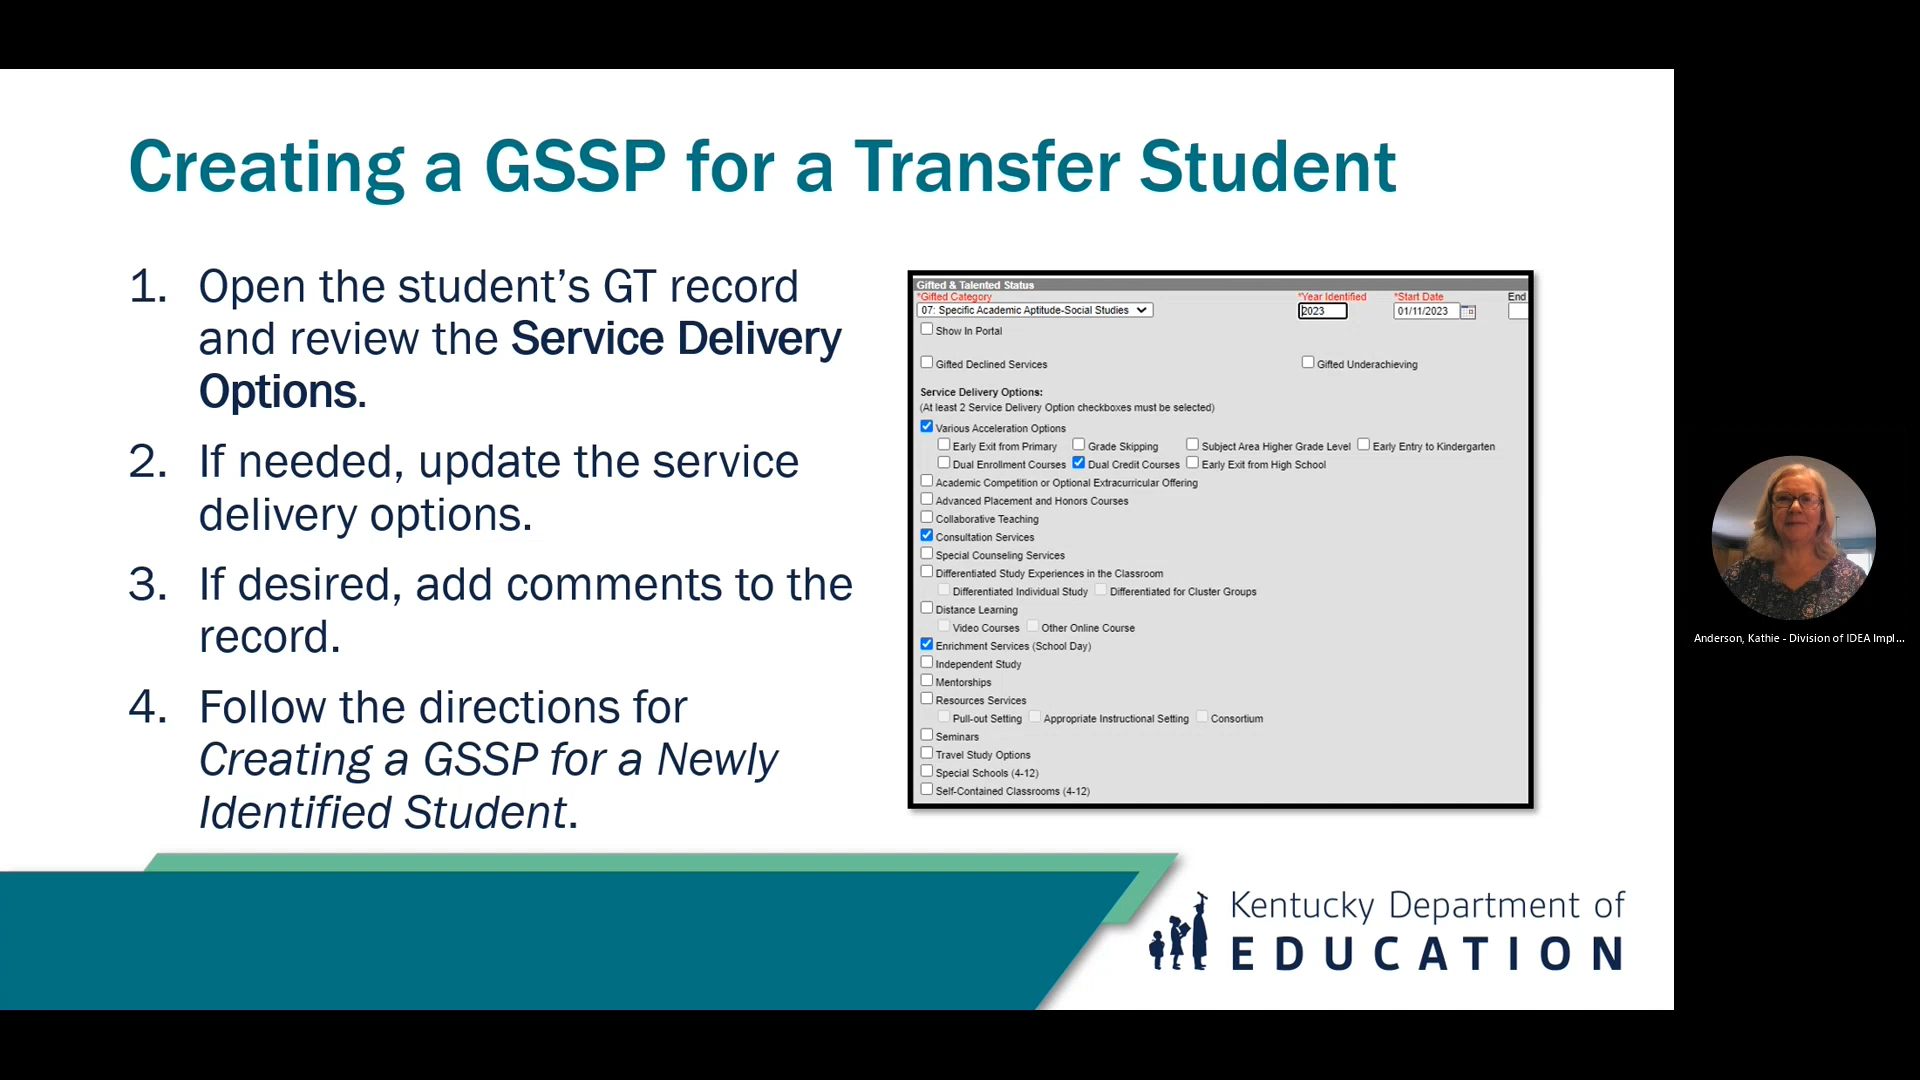 Creating a GSSP for a Transfer Student
1. Open the student’s GT record
and review the Service Delivery
Options.
2. If needed, update the service
delivery options.
3. If desired, add comments to the
record.
4. Follow the directions for
Creating a GSSP for a Newly
Identified Student.
Gifted & Talented Status
*Gifted Category *Year Identified *Start Date End
07: Specific Academic Aptitude-Social Studies 2023 01/11/2023
Show In Portal
Gifted Declined Services Gifted Underachieving
Service Delivery Options:
(At least 2 Service Delivery Option checkboxes must be selected)
Various Acceleration Options
Early Exit from Primary Grade Skipping Subject Area Higher Grade Level Early Entry to Kindergarten
Dual Enrollment Courses Dual Credit Courses Early Exit from High School
Academic Competition or Optional Extracurricular Offering
Advanced Placement and Honors Courses
Collaborative Teaching
Consultation Services
Special Counseling Services
Differentiated Study Experiences in the Classroom
Differentiated Individual Study Differentiated for Cluster Groups
Distance Learning
Video Courses Other Online Course
Enrichment Services (School Day)
Independent Study
Mentorships
Resources Services
Pull-out Setting Appropriate Instructional Setting Consortium
Seminars
Travel Study Options
Special Schools (4-12)
Self-Contained Classrooms (4-12)
Kentucky Department of
EDUCATION
Anderson, Kathie - Division of IDEA Impl...